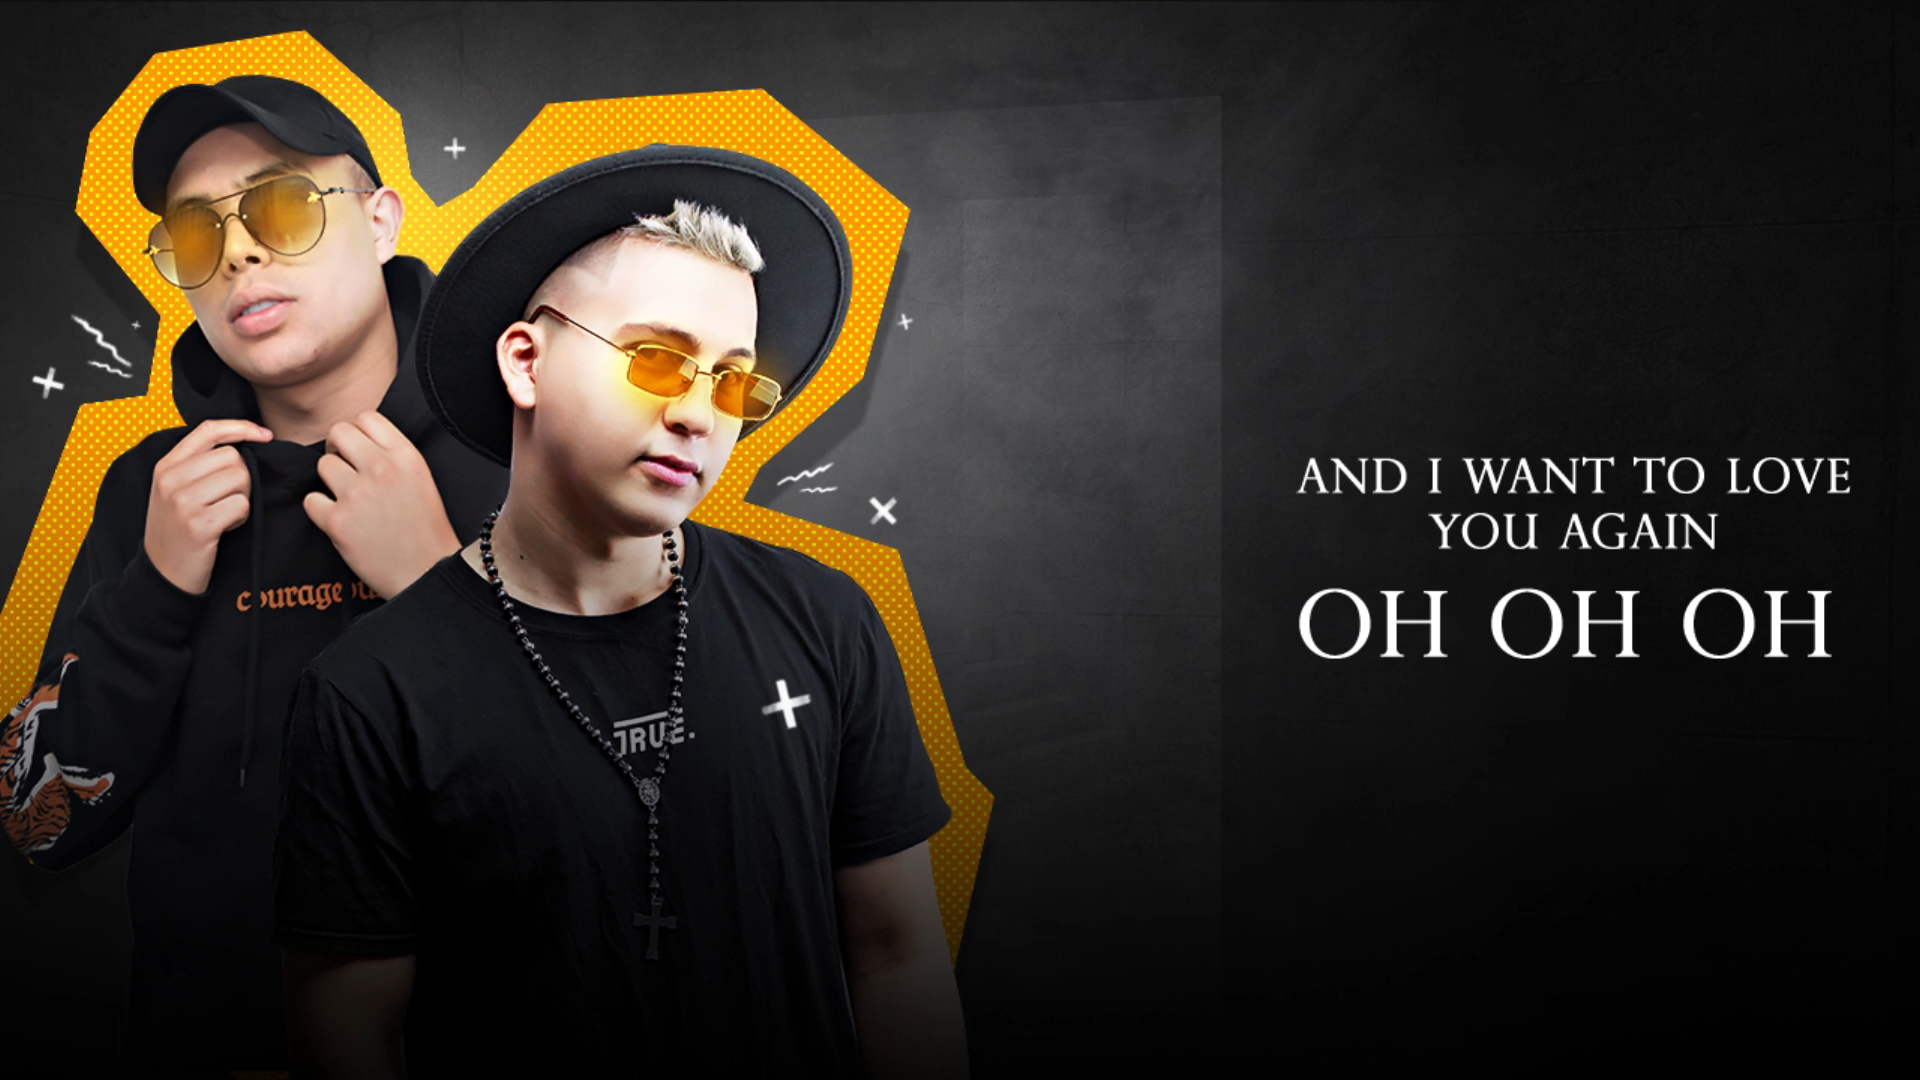 courage
TRUE.
AND I WANT TO LOVE
YOU AGAIN
OH OH OH